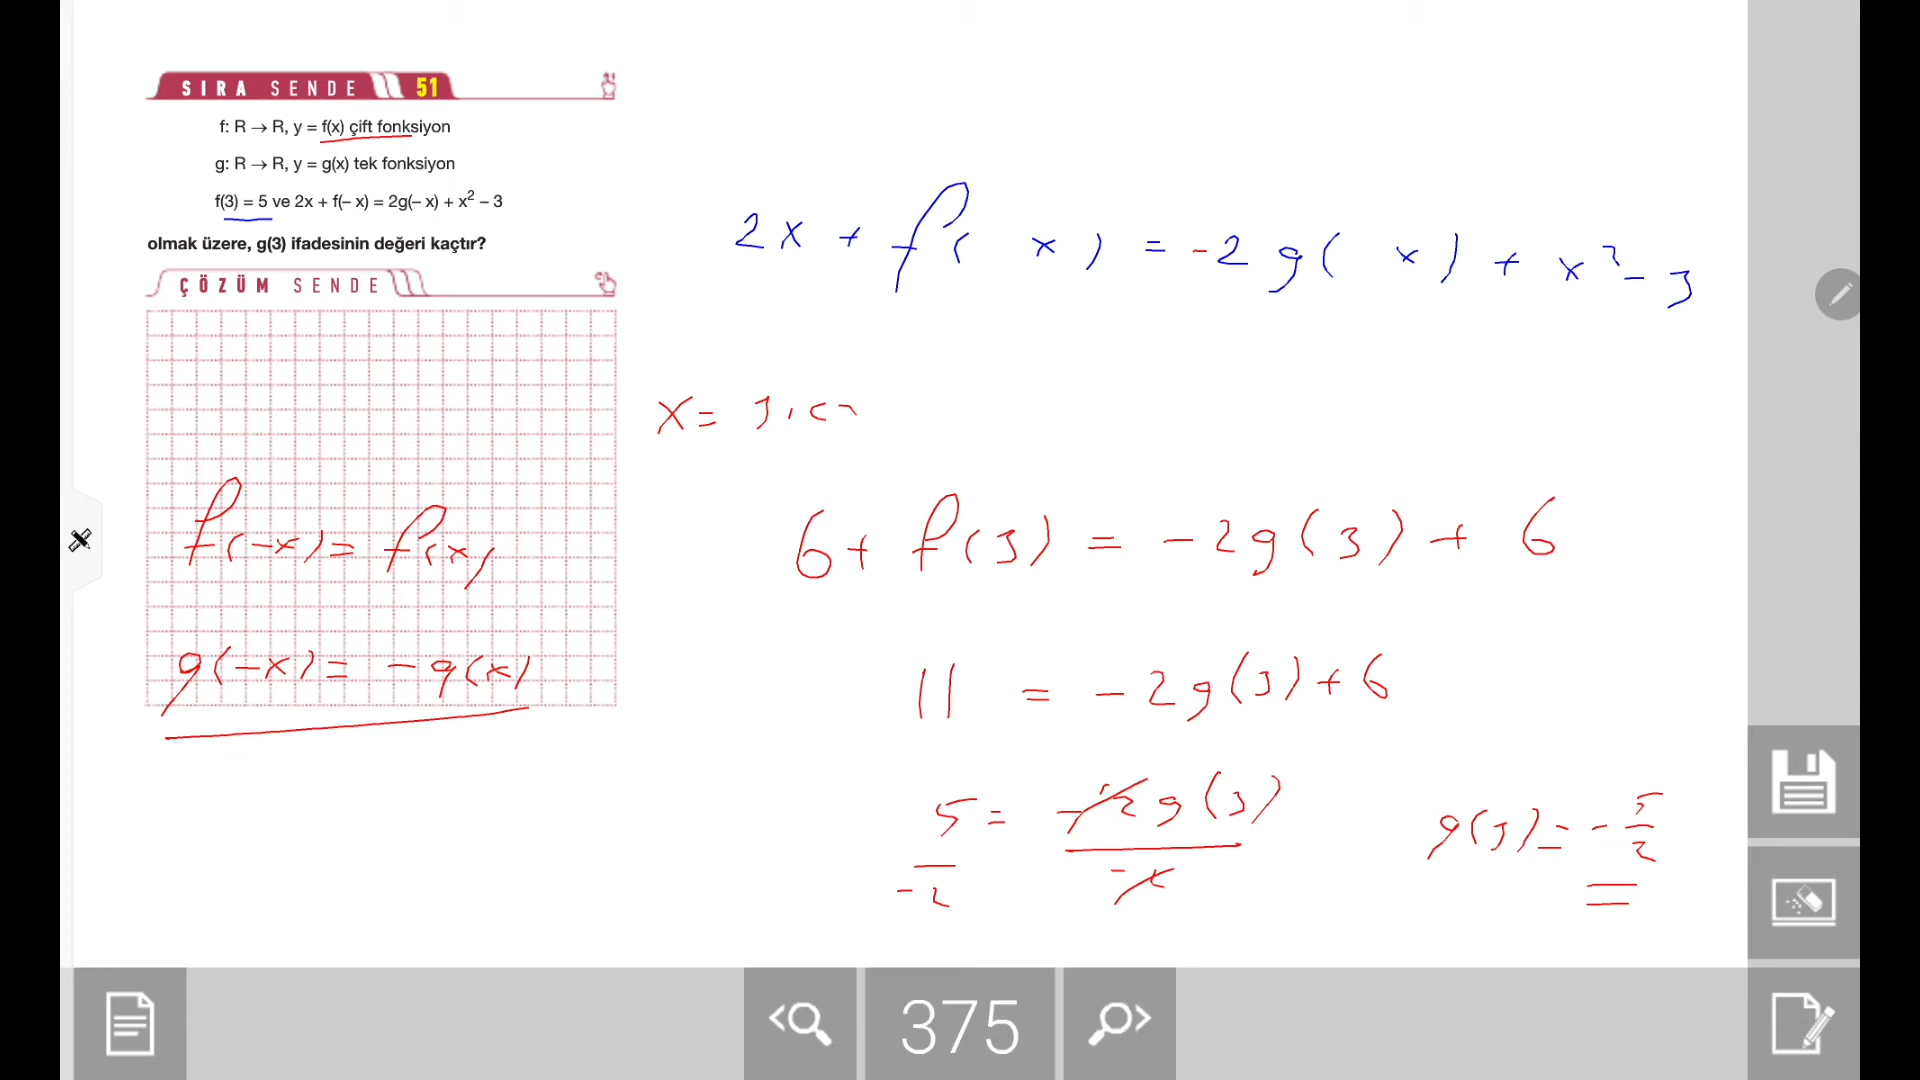 SIRA SENDE 51
f: R → R, y = f(x) çift fonksiyon
g: R → R, y = g(x) tek fonksiyon
f(3) = 5 ve 2x + f(– x) = 2g(– x) + x² – 3
olmak üzere, g(3) ifadesinin değeri kaçtır?
ÇÖZÜM SENDE
f(-x) = f(x)
g(-x) = -g(x)
2x + f( x) = -2g( x) + x² - 3
x = 3 için
6 + f(3) = -2g(3) + 6
11 = -2g(3) + 6
5 = -2g(3)
-2 -2
g(3) = - 5/2
375